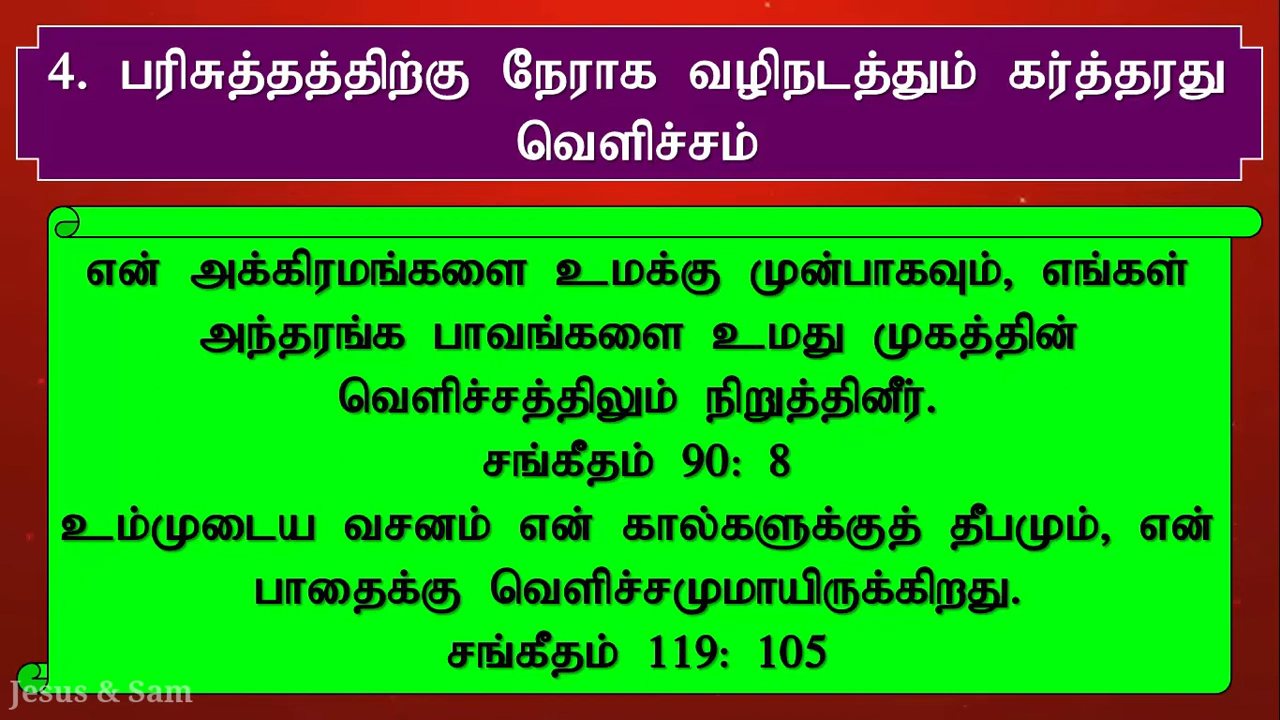 4. பரிசுத்தத்திற்கு நேராக வழிநடத்தும் கர்த்தரது
வெளிச்சம்
என் அக்கிரமங்களை உமக்கு முன்பாகவும், எங்கள்
அந்தரங்க பாவங்களை உமது முகத்தின்
வெளிச்சத்திலும் நிறுத்தினீர்.
சங்கீதம் 90: 8
உம்முடைய வசனம் என் கால்களுக்குத் தீபமும், என்
பாதைக்கு வெளிச்சமுமாயிருக்கிறது.
சங்கீதம் 119: 105
Jesus & Sam